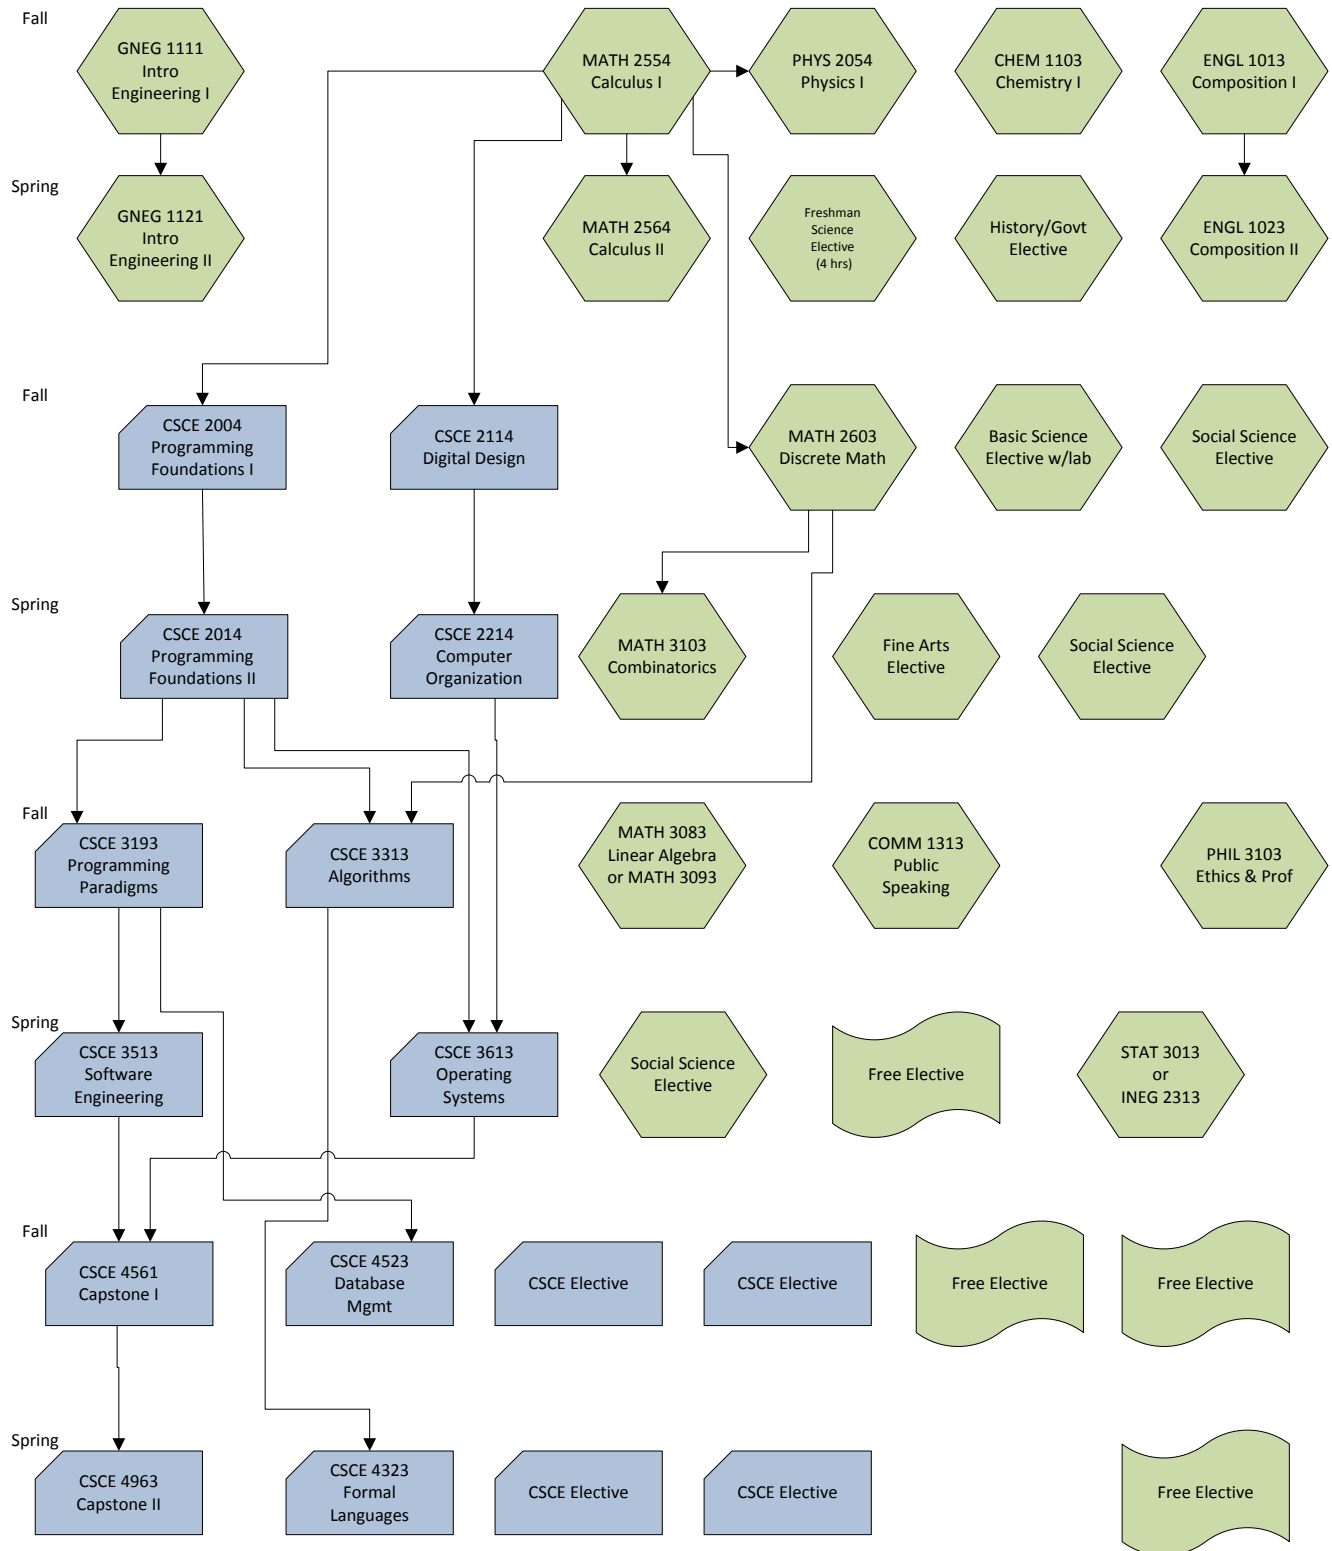 Fall
GNEG 1111
Intro
Engineering I
MATH 2554
Calculus I
PHYS 2054
Physics I
CHEM 1103
Chemistry I
ENGL 1013
Composition I
Spring
GNEG 1121
Intro
Engineering II
MATH 2564
Calculus II
Freshman
Science
Elective
(4 hrs)
History/Govt
Elective
ENGL 1023
Composition II
Fall
CSCE 2004
Programming
Foundations I
CSCE 2114
Digital Design
MATH 2603
Discrete Math
Basic Science
Elective w/lab
Social Science
Elective
Spring
CSCE 2014
Programming
Foundations II
CSCE 2214
Computer
Organization
MATH 3103
Combinatorics
Fine Arts
Elective
Social Science
Elective
Fall
CSCE 3193
Programming
Paradigms
CSCE 3313
Algorithms
MATH 3083
Linear Algebra
or MATH 3093
COMM 1313
Public
Speaking
PHIL 3103
Ethics & Prof
Spring
CSCE 3513
Software
Engineering
CSCE 3613
Operating
Systems
Social Science
Elective
Free Elective
STAT 3013
or
INEG 2313
Fall
CSCE 4561
Capstone I
CSCE 4523
Database
Mgmt
CSCE Elective
CSCE Elective
Free Elective
Free Elective
Spring
CSCE 4963
Capstone II
CSCE 4323
Formal
Languages
CSCE Elective
CSCE Elective
Free Elective